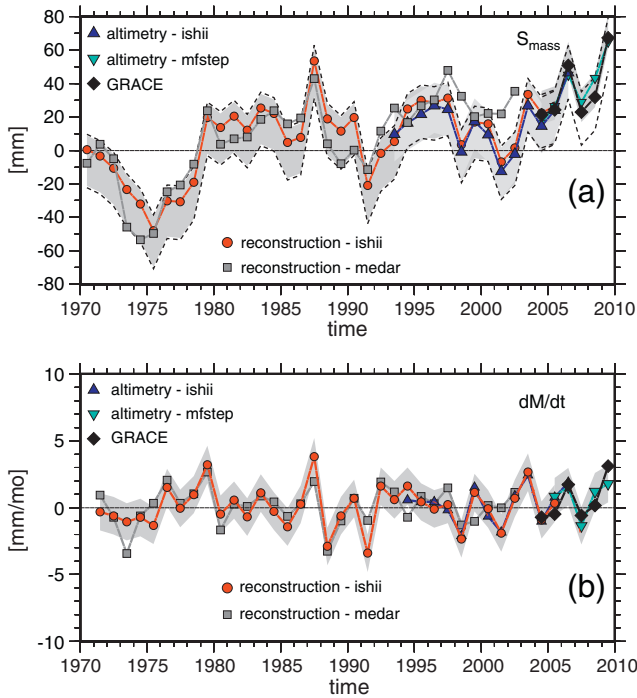 80
60
40
20
0
-20
-40
-60
-80
[mm]
altimetry - ishii
altimetry - mfstep
GRACE
Smass
(a)
reconstruction - ishii
reconstruction - medar
1970 1975 1980 1985 1990 1995 2000 2005 2010
time
10
5
0
-5
-10
[mm/mo]
altimetry - ishii
altimetry - mfstep
GRACE
dM/dt
(b)
reconstruction - ishii
reconstruction - medar
1970 1975 1980 1985 1990 1995 2000 2005 2010
time